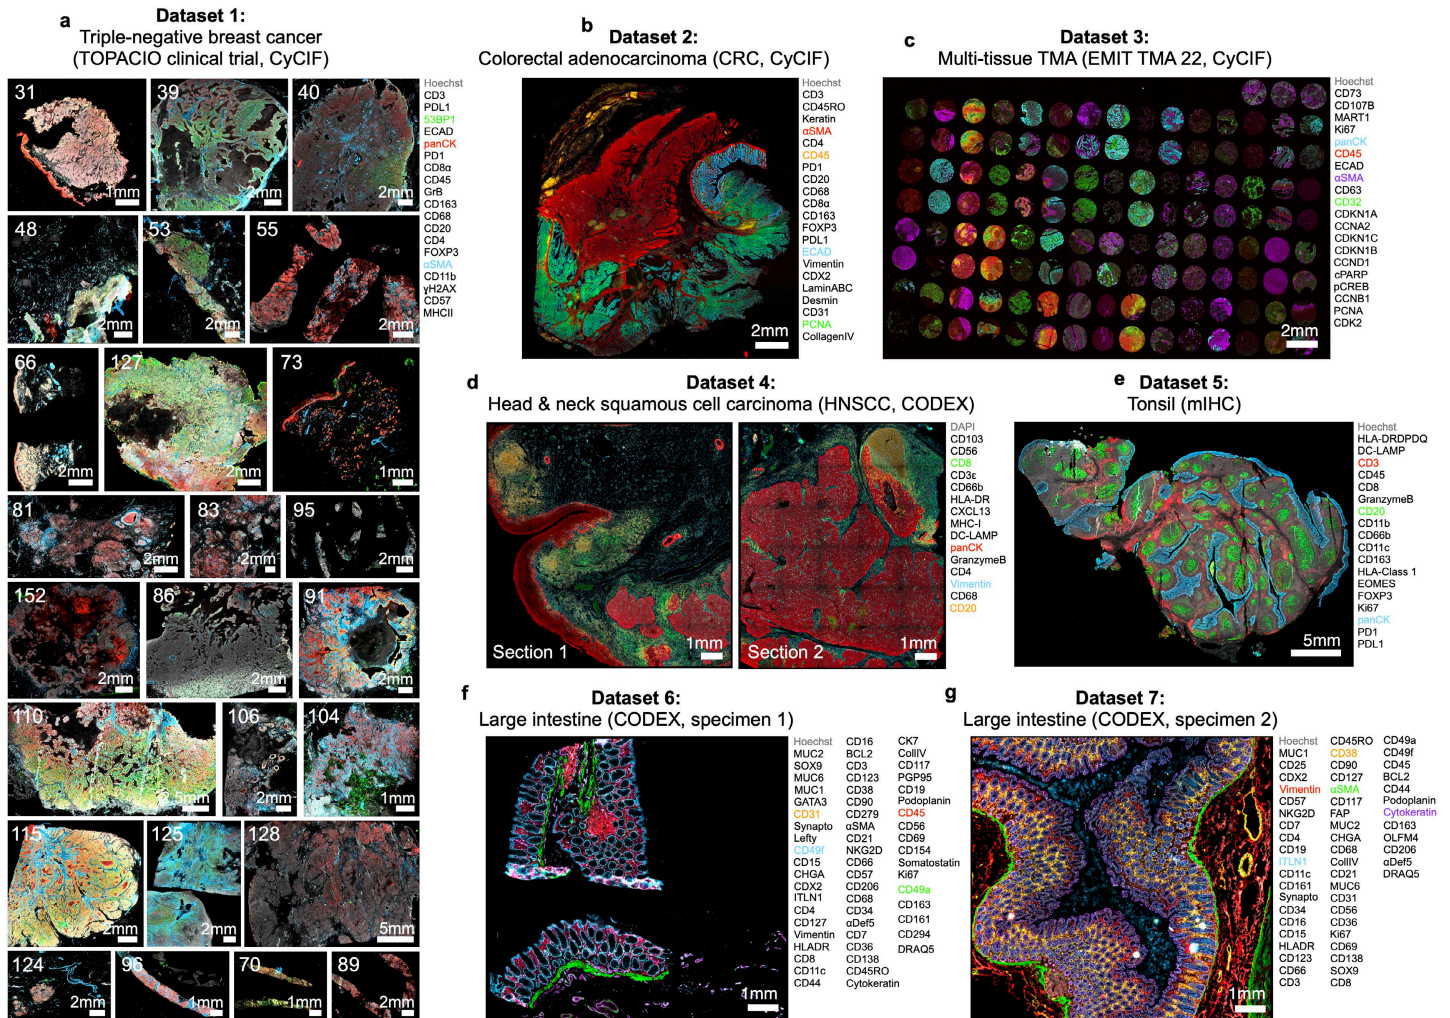 a
Dataset 1:
Triple-negative breast cancer
(TOPACIO clinical trial, CyCIF)
31
1mm
39
2mm
40
2mm
48
2mm
53
2mm
55
2mm
66
2mm
127
2mm
73
1mm
81
2mm
83
2mm
95
2mm
152
2mm
86
2mm
91
2mm
110
5mm
106
2mm
104
1mm
115
2mm
125
2mm
128
5mm
124
2mm
96
1mm
70
1mm
89
2mm
Hoechst
CD3
PDL1
53BP1
ECAD
panCK
PD1
CD8α
CD45
GrB
CD163
CD68
CD20
CD4
FOXP3
αSMA
CD11b
γH2AX
CD57
MHCII
b
Dataset 2:
Colorectal adenocarcinoma (CRC, CyCIF)
2mm
Hoechst
CD3
CD45RO
Keratin
αSMA
CD4
CD45
PD1
CD20
CD68
CD8α
CD163
FOXP3
PDL1
ECAD
Vimentin
CDX2
LaminABC
Desmin
CD31
PCNA
CollagenIV
c
Dataset 3:
Multi-tissue TMA (EMIT TMA 22, CyCIF)
2mm
Hoechst
CD73
CD107B
MART1
Ki67
panCK
CD45
ECAD
αSMA
CD63
CD32
CDKN1A
CCNA2
CDKN1C
CDKN1B
CCND1
cPARP
pCREB
CCNB1
PCNA
CDK2
d
Dataset 4:
Head & neck squamous cell carcinoma (HNSCC, CODEX)
Section 1
1mm
Section 2
1mm
DAPI
CD103
CD56
CD8
CD3ε
CD66b
HLA-DR
CXCL13
MHC-I
DC-LAMP
panCK
GranzymeB
CD4
Vimentin
CD68
CD20
e
Dataset 5:
Tonsil (mIHC)
5mm
Hoechst
HLA-DRDPDQ
DC-LAMP
CD3
CD45
CD8
GranzymeB
CD20
CD11b
CD66b
CD11c
CD163
HLA-Class 1
EOMES
FOXP3
Ki67
panCK
PD1
PDL1
f
Dataset 6:
Large intestine (CODEX, specimen 1)
1mm
Hoechst
MUC2
SOX9
MUC6
MUC1
GATA3
CD31
Synapto
Lefty
CD49f
CD15
CHGA
CDX2
ITLN1
CD4
CD127
Vimentin
HLADR
CD8
CD11c
CD44
CD16
BCL2
CD3
CD123
CD38
CD90
CD279
αSMA
CD21
NKG2D
CD66
CD57
CD206
CD68
CD34
αDef5
CD7
CD36
CD138
CD45RO
Cytokeratin
CK7
CollIV
CD117
PGP95
CD19
Podoplanin
CD45
CD56
CD69
CD154
Somatostatin
Ki67
CD49a
CD163
CD161
CD294
DRAQ5
g
Dataset 7:
Large intestine (CODEX, specimen 2)
1mm
Hoechst
MUC1
CD25
CDX2
Vimentin
CD57
NKG2D
CD7
CD4
CD19
ITLN1
CD11c
CD161
Synapto
CD34
CD16
CD15
HLADR
CD123
CD66
CD3
CD45RO
CD38
CD90
CD127
αSMA
CD117
FAP
MUC2
CHGA
CD68
CollIV
CD21
MUC6
CD31
CD56
CD36
Ki67
CD69
CD138
SOX9
CD8
CD49a
CD49f
CD45
BCL2
CD44
Podoplanin
Cytokeratin
CD163
OLFM4
CD206
αDef5
DRAQ5